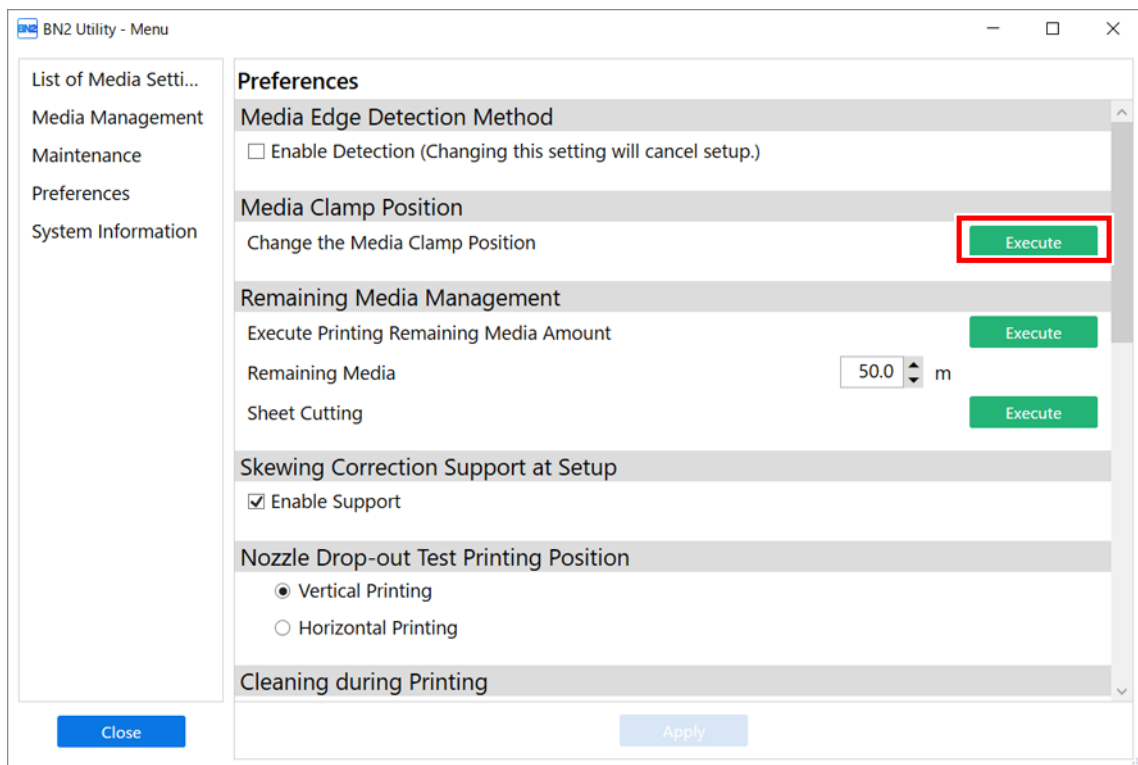 BN2 BN2 Utility - Menu
List of Media Setti...
Media Management
Maintenance
Preferences
System Information
Close
Preferences
Media Edge Detection Method
Enable Detection (Changing this setting will cancel setup.)
Media Clamp Position
Change the Media Clamp Position Execute
Remaining Media Management
Execute Printing Remaining Media Amount Execute
Remaining Media 50.0 m
Sheet Cutting Execute
Skewing Correction Support at Setup
Enable Support
Nozzle Drop-out Test Printing Position
Vertical Printing
Horizontal Printing
Cleaning during Printing
Apply